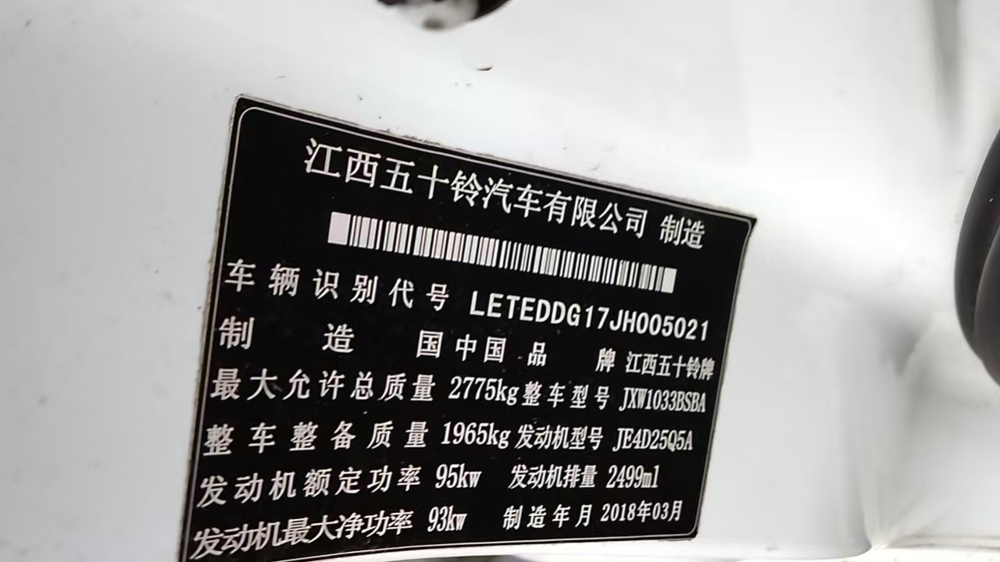 江西五十铃汽车有限公司 制造
车辆识别代号 LETEDDG17JH005021
制造国 中国 品牌 江西五十铃牌
最大允许总质量 2775kg 整车型号 JXW1033BSBA
整车整备质量 1965kg 发动机型号 JE4D25Q5A
发动机额定功率 95kw 发动机排量 2499ml
发动机最大净功率 93kw 制造年月 2018年03月